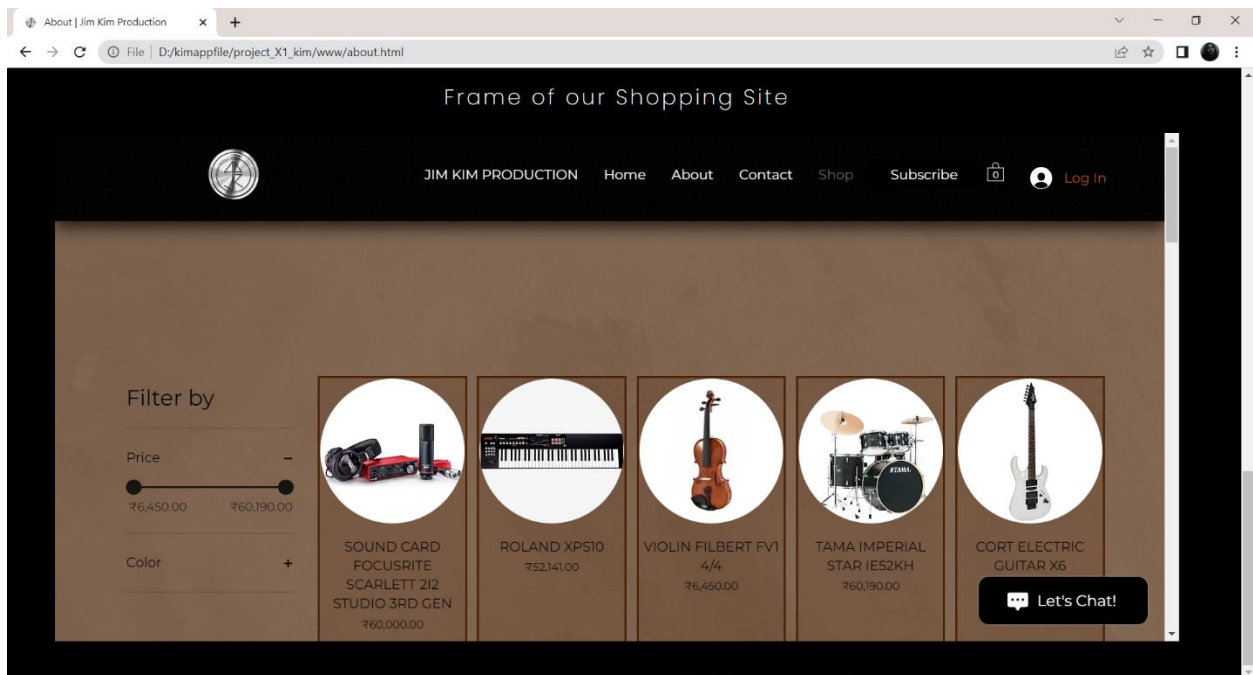 About | Jim Kim Production
File | D:/kimappfile/project_X1_kim/www/about.html
Frame of our Shopping Site
JIM KIM PRODUCTION Home About Contact Shop Subscribe 0 Log In
Filter by
Price
₹6,450.00 ₹60,190.00
Color
SOUND CARD
FOCUSRITE
SCARLETT 2I2
STUDIO 3RD GEN
₹60,000.00
ROLAND XPS10
₹52,141.00
VIOLIN FILBERT FV1
4/4
₹6,450.00
TAMA
TAMA IMPERIAL
STAR IE52KH
₹60,190.00
CORT ELECTRIC
GUITAR X6
Let's Chat!